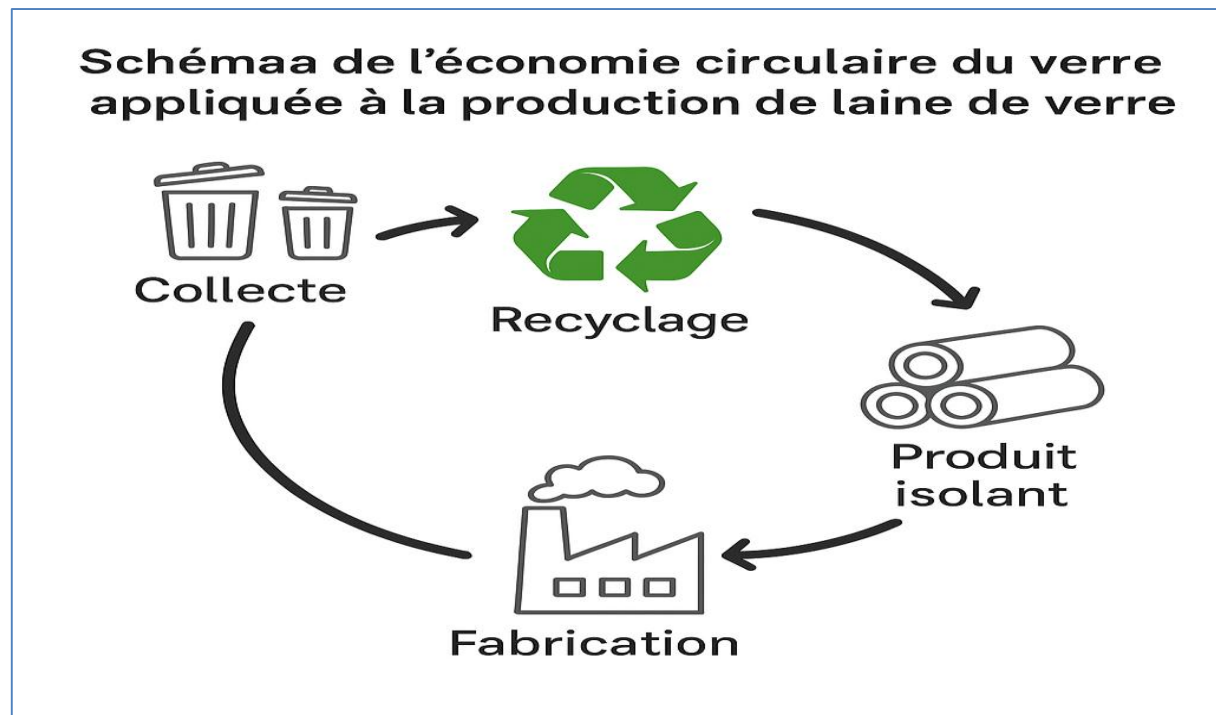 Schémaa de l’économie circulaire du verre
appliquée à la production de laine de verre
Collecte
Recyclage
Produit
isolant
Fabrication